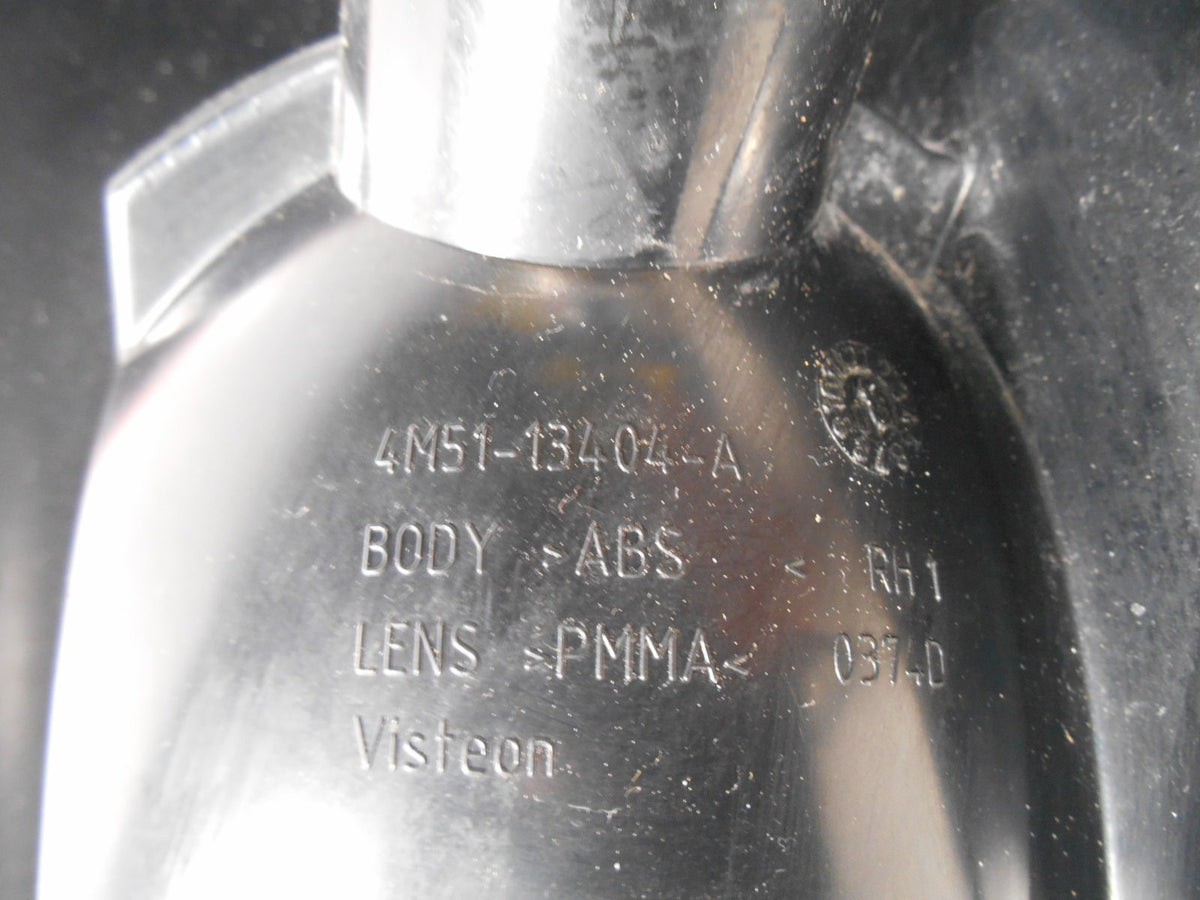 4M51-13404-A
BODY >ABS <
RH1
LENS >PMMA<
0374D
Visteon